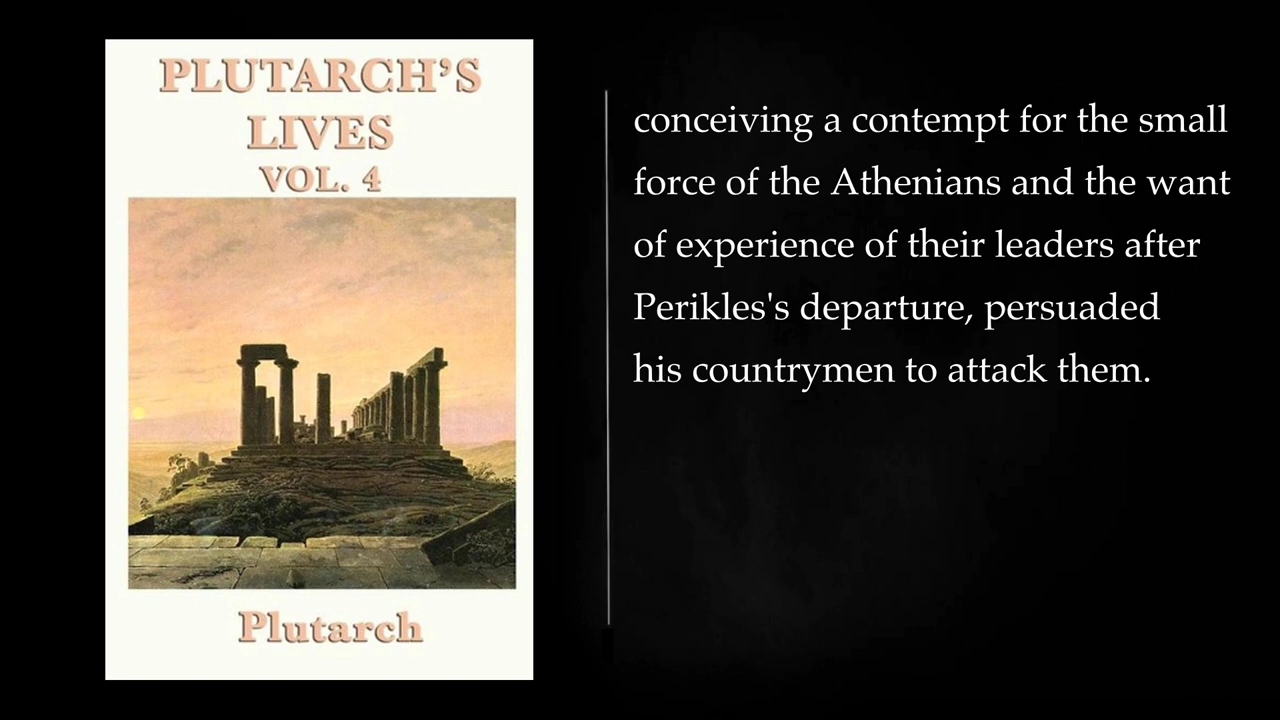 PLUTARCH'S
LIVES
VOL. 4
Plutarch
conceiving a contempt for the small
force of the Athenians and the want
of experience of their leaders after
Perikles's departure, persuaded
his countrymen to attack them.